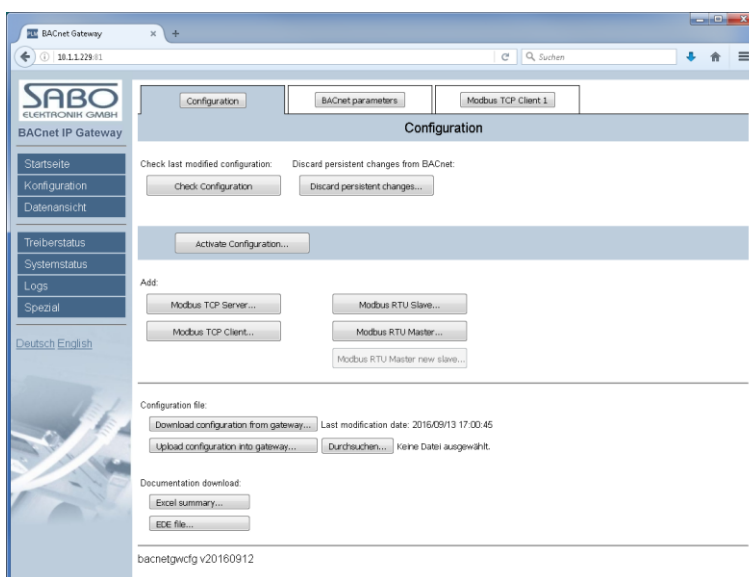 PLM BACnet Gateway
10.1.1.229:81
Suchen
SABO
ELEKTRONIK GMBH
BACnet IP Gateway
Startseite
Konfiguration
Datenansicht
Treiberstatus
Systemstatus
Logs
Spezial
Deutsch English
Configuration BACnet parameters Modbus TCP Client 1
Configuration
Check last modified configuration: Discard persistent changes from BACnet:
Check Configuration Discard persistent changes...
Activate Configuration...
Add:
Modbus TCP Server... Modbus RTU Slave...
Modbus TCP Client... Modbus RTU Master...
Modbus RTU Master new slave...
Configuration file:
Download configuration from gateway... Last modification date: 2016/09/13 17:00:45
Upload configuration into gateway... Durchsuchen... Keine Datei ausgewählt.
Documentation download:
Excel summary...
EDE file...
bacnetgwcfg v20160912